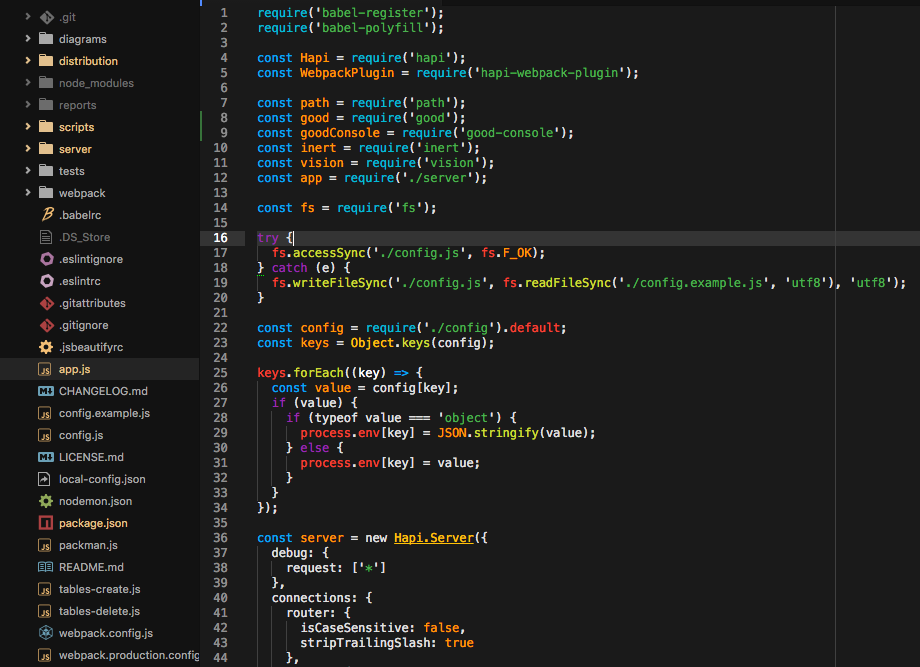 .git
diagrams
distribution
node_modules
reports
scripts
server
tests
webpack
.babelrc
.DS_Store
.eslintignore
.eslintrc
.gitattributes
.gitignore
.jsbeautifyrc
app.js
CHANGELOG.md
config.example.js
config.js
LICENSE.md
local-config.json
nodemon.json
package.json
packman.js
README.md
tables-create.js
tables-delete.js
webpack.config.js
webpack.production.config
1 require('babel-register');
2 require('babel-polyfill');
3
4 const Hapi = require('hapi');
5 const WebpackPlugin = require('hapi-webpack-plugin');
6
7 const path = require('path');
8 const good = require('good');
9 const goodConsole = require('good-console');
10 const inert = require('inert');
11 const vision = require('vision');
12 const app = require('./server');
13
14 const fs = require('fs');
15
16 try {
17   fs.accessSync('./config.js', fs.F_OK);
18 } catch (e) {
19   fs.writeFileSync('./config.js', fs.readFileSync('./config.example.js', 'utf8'), 'utf8');
20 }
21
22 const config = require('./config').default;
23 const keys = Object.keys(config);
24
25 keys.forEach((key) => {
26   const value = config[key];
27   if (value) {
28     if (typeof value === 'object') {
29       process.env[key] = JSON.stringify(value);
30     } else {
31       process.env[key] = value;
32     }
33   }
34 });
35
36 const server = new Hapi.Server({
37   debug: {
38     request: ['*']
39   },
40   connections: {
41     router: {
42       isCaseSensitive: false,
43       stripTrailingSlash: true
44     },